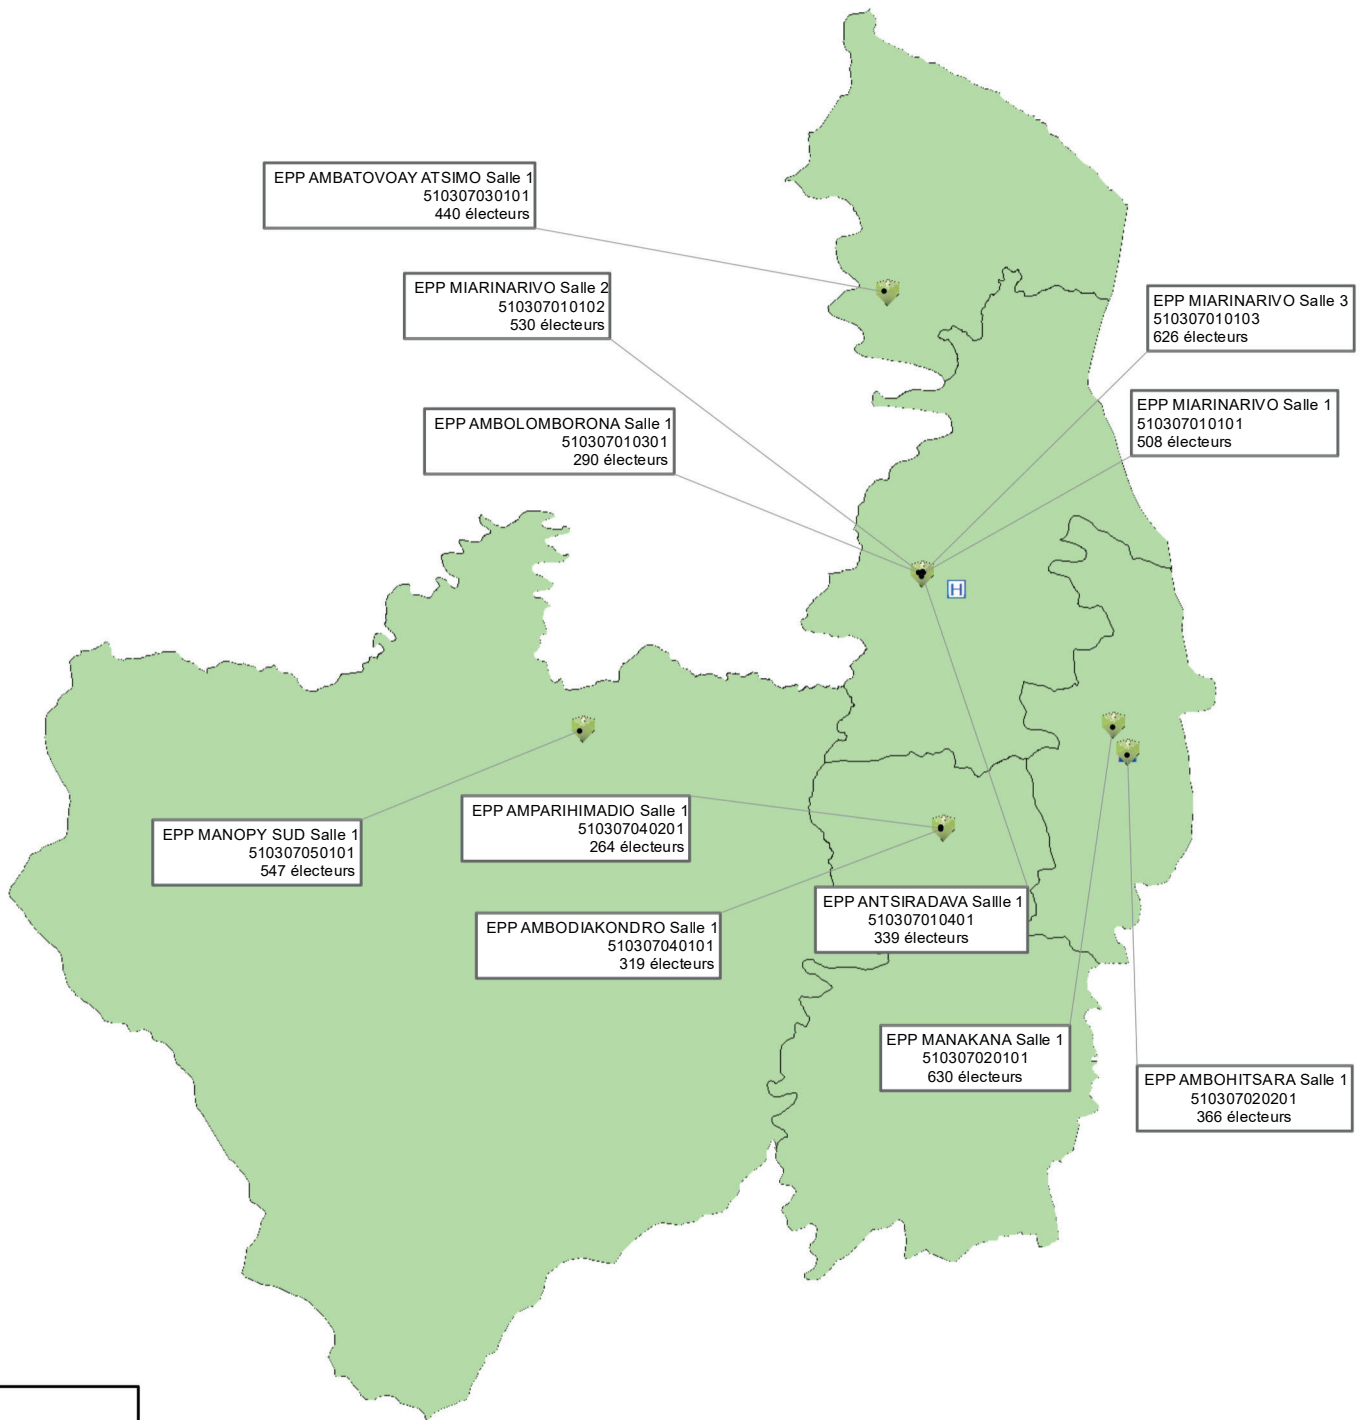 EPP AMBATOVOAY ATSIMO Salle 1
510307030101
440 électeurs
EPP MIARINARIVO Salle 2
510307010102
530 électeurs
EPP MIARINARIVO Salle 3
510307010103
626 électeurs
EPP MIARINARIVO Salle 1
510307010101
508 électeurs
EPP AMBOLOMBORONA Salle 1
510307010301
290 électeurs
H
EPP MANOPY SUD Salle 1
510307050101
547 électeurs
EPP AMPARIHIMADIO Salle 1
510307040201
264 électeurs
EPP ANTSIRADAVA Sallle 1
510307010401
339 électeurs
EPP AMBODIAKONDRO Salle 1
510307040101
319 électeurs
EPP MANAKANA Salle 1
510307020101
630 électeurs
EPP AMBOHITSARA Salle 1
510307020201
366 électeurs